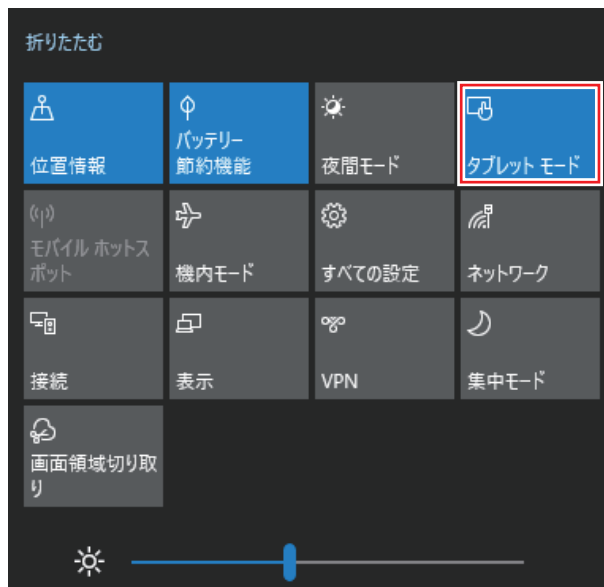 折りたたむ
位置情報
バッテリー
節約機能
夜間モード
タブレット モード
モバイル ホットス
ポット
機内モード
すべての設定
ネットワーク
接続
表示
VPN
集中モード
画面領域切り取
り